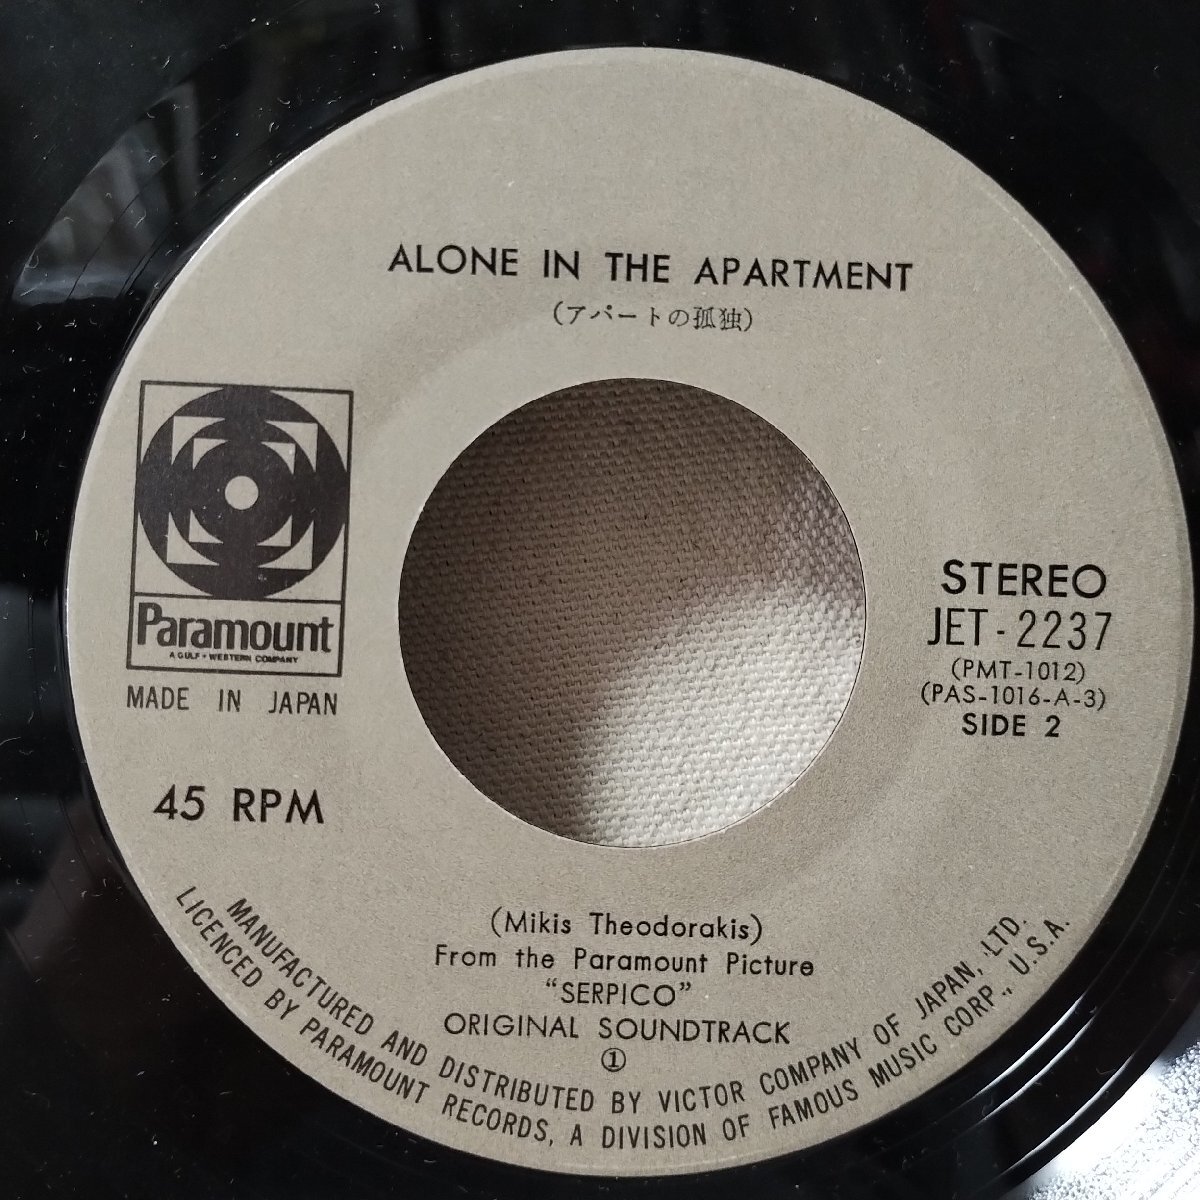 ALONE IN THE APARTMENT
(アパートの孤独)
Paramount
A GULF + WESTERN COMPANY
MADE IN JAPAN
45 RPM
STEREO
JET-2237
(PMT-1012)
(PAS-1016-A-3)
SIDE 2
(Mikis Theodorakis)
From the Paramount Picture
"SERPICO"
ORIGINAL SOUNDTRACK
①
MANUFACTURED AND DISTRIBUTED BY VICTOR COMPANY OF JAPAN, LTD.
LICENCED BY PARAMOUNT RECORDS, A DIVISION OF FAMOUS MUSIC CORP., U.S.A.